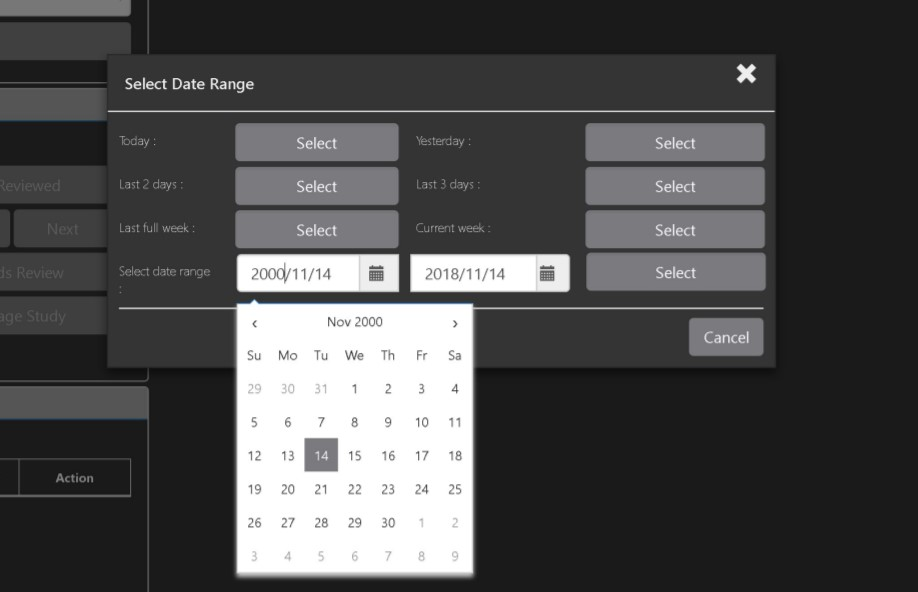 Select Date Range
Today : Select Yesterday : Select
Last 2 days : Select Last 3 days : Select
Last full week : Select Current week : Select
Select date range : 2000/11/14 2018/11/14 Select
Cancel
‹ Nov 2000 ›
Su Mo Tu We Th Fr Sa
29 30 31 1 2 3 4
5 6 7 8 9 10 11
12 13 14 15 16 17 18
19 20 21 22 23 24 25
26 27 28 29 30 1 2
3 4 5 6 7 8 9
Reviewed
Next
ds Review
age Study
Action